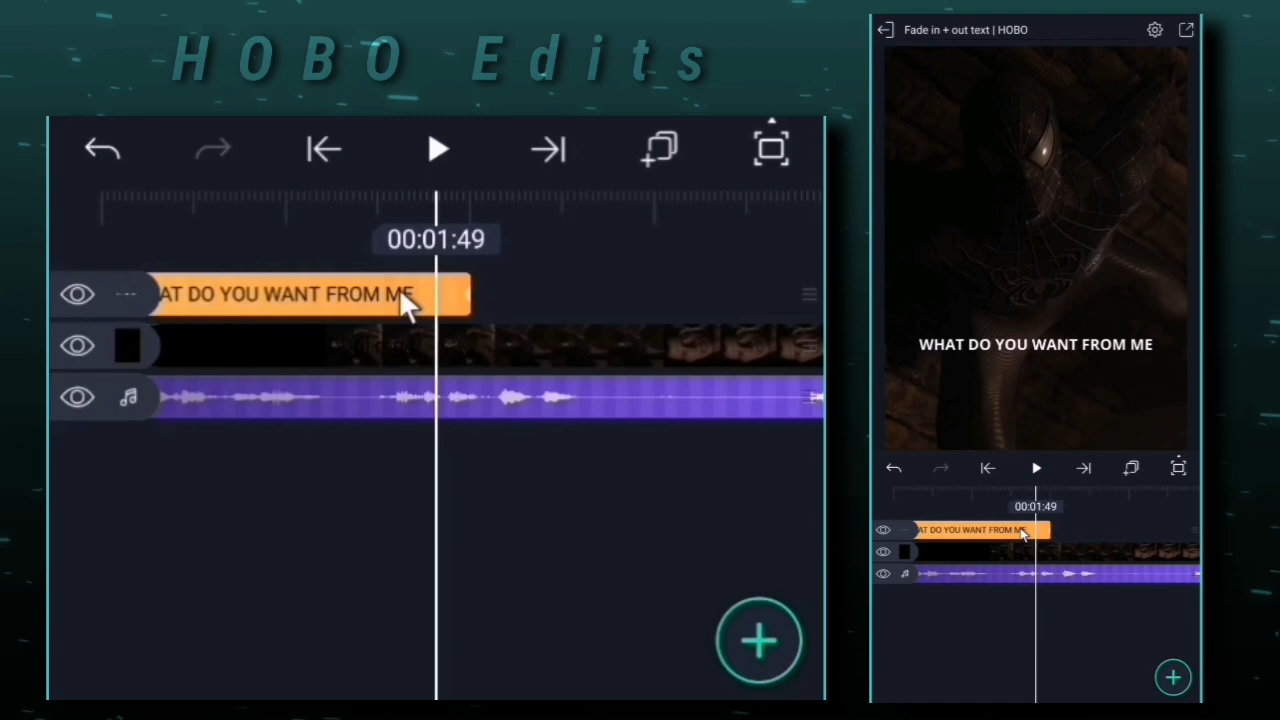 HOBO Edits
00:01:49
AT DO YOU WANT FROM ME
Fade in + out text | HOBO
WHAT DO YOU WANT FROM ME
00:01:49
AT DO YOU WANT FROM ME